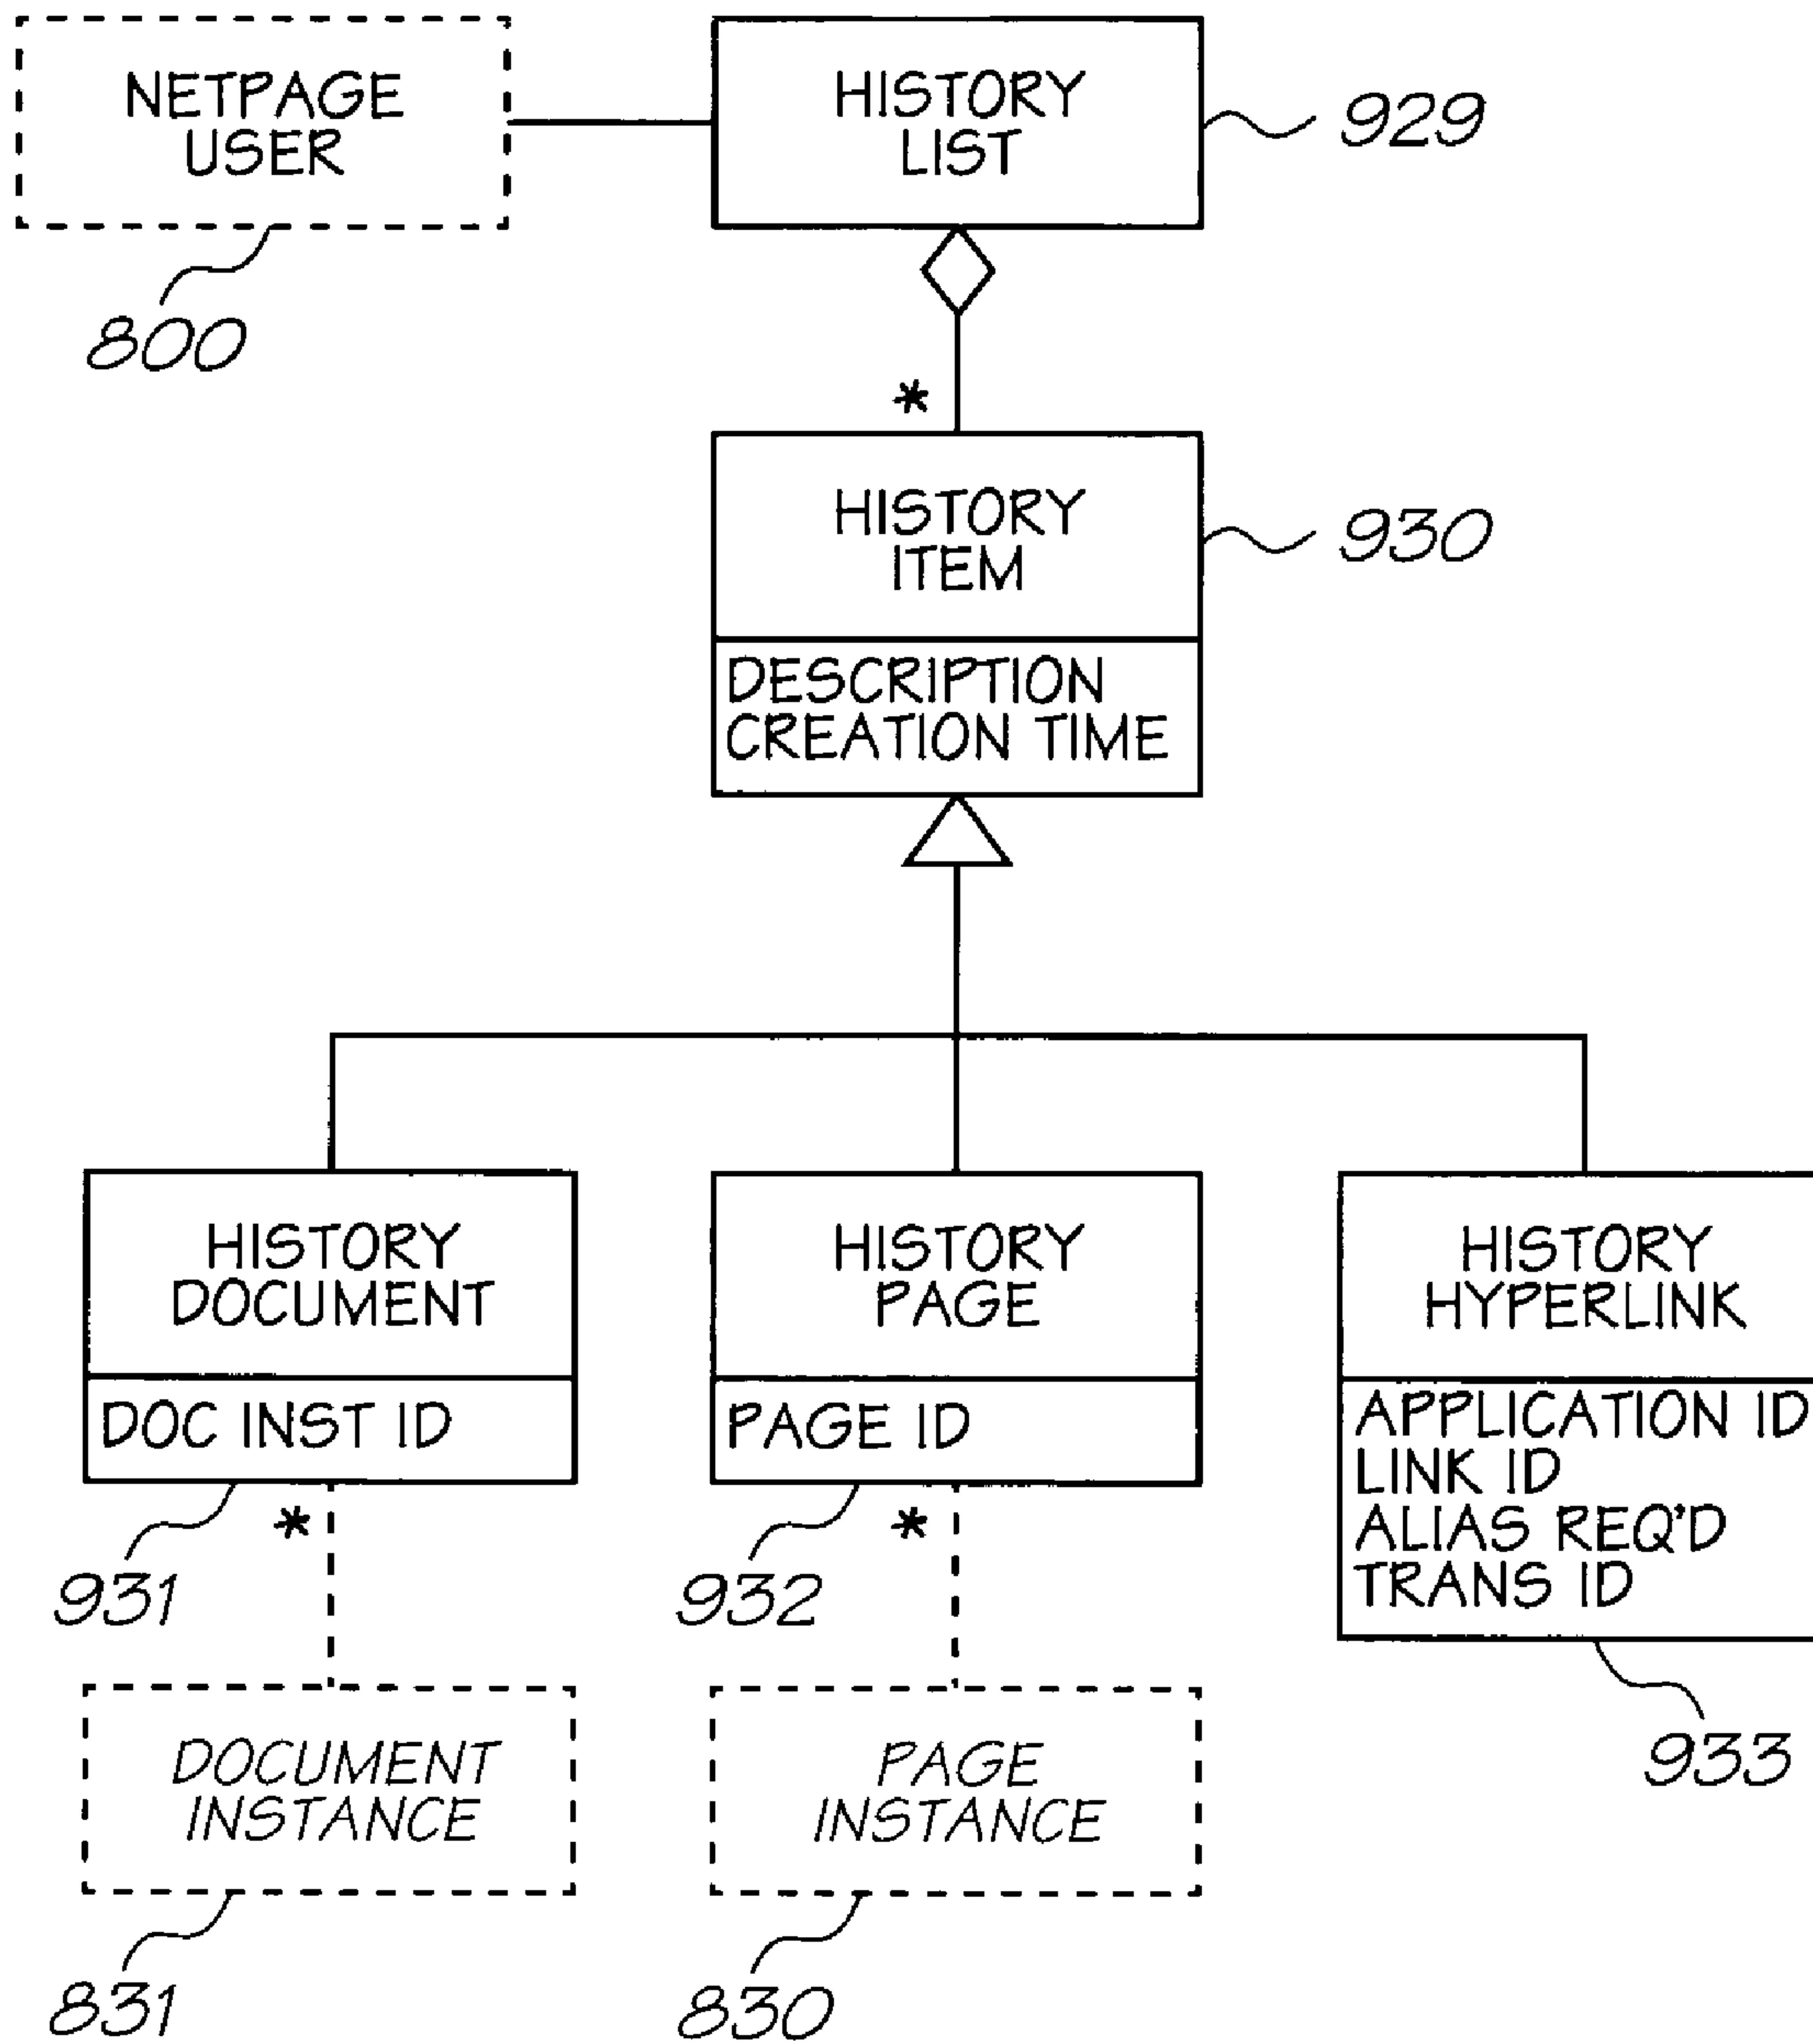 NETPAGE
USER
800
HISTORY
LIST
929
*
HISTORY
ITEM
930
DESCRIPTION
CREATION TIME
HISTORY
DOCUMENT
DOC INST ID
931
*
HISTORY
PAGE
PAGE ID
932
*
HISTORY
HYPERLINK
APPLICATION ID
LINK ID
ALIAS REQ'D
TRANS ID
933
DOCUMENT
INSTANCE
831
PAGE
INSTANCE
830